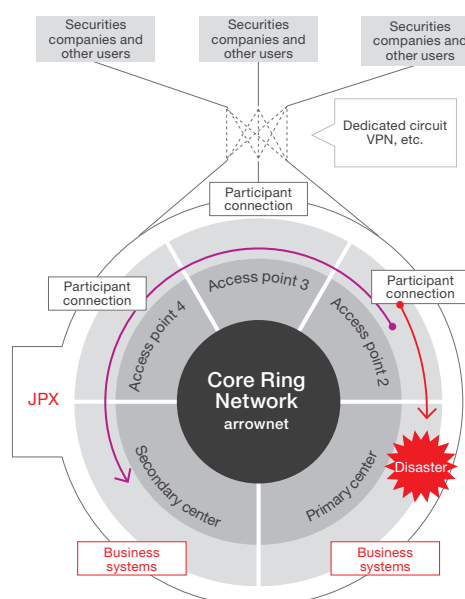 Securities
companies and
other users
Securities
companies and
other users
Securities
companies and
other users
Dedicated circuit
VPN, etc.
Participant
connection
Participant
connection
Participant
connection
Access point 4
Access point 3
Access point 2
JPX
Core Ring
Network
arrownet
Secondary center
Primary center
Disaster
Business
systems
Business
systems